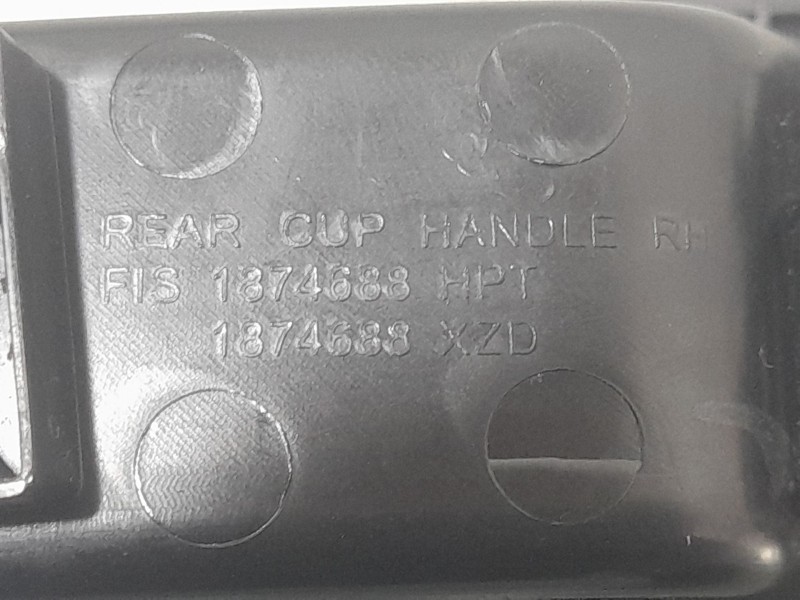 REAR CUP HANDLE RH
FIS 1874688 HPT
1874688 XZD